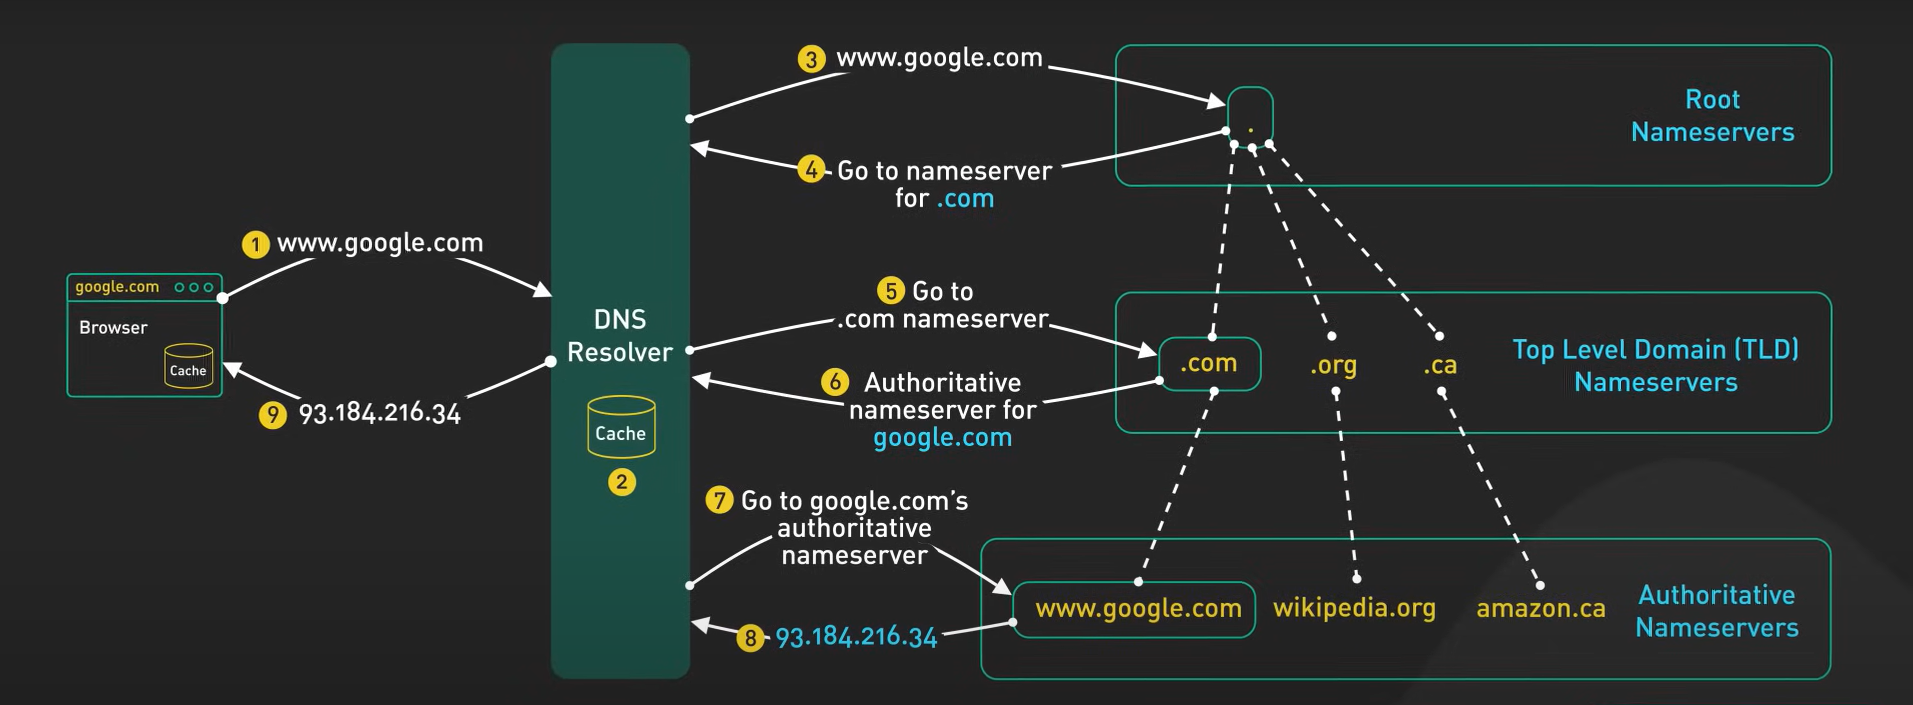 3 www.google.com
.
Root
Nameservers
4 Go to nameserver
for .com
1 www.google.com
google.com
Browser
Cache
9 93.184.216.34
DNS
Resolver
Cache
2
5 Go to
.com nameserver
6 Authoritative
nameserver for
google.com
.com
.org
.ca
Top Level Domain (TLD)
Nameservers
7 Go to google.com’s
authoritative
nameserver
8 93.184.216.34
www.google.com
wikipedia.org
amazon.ca
Authoritative
Nameservers